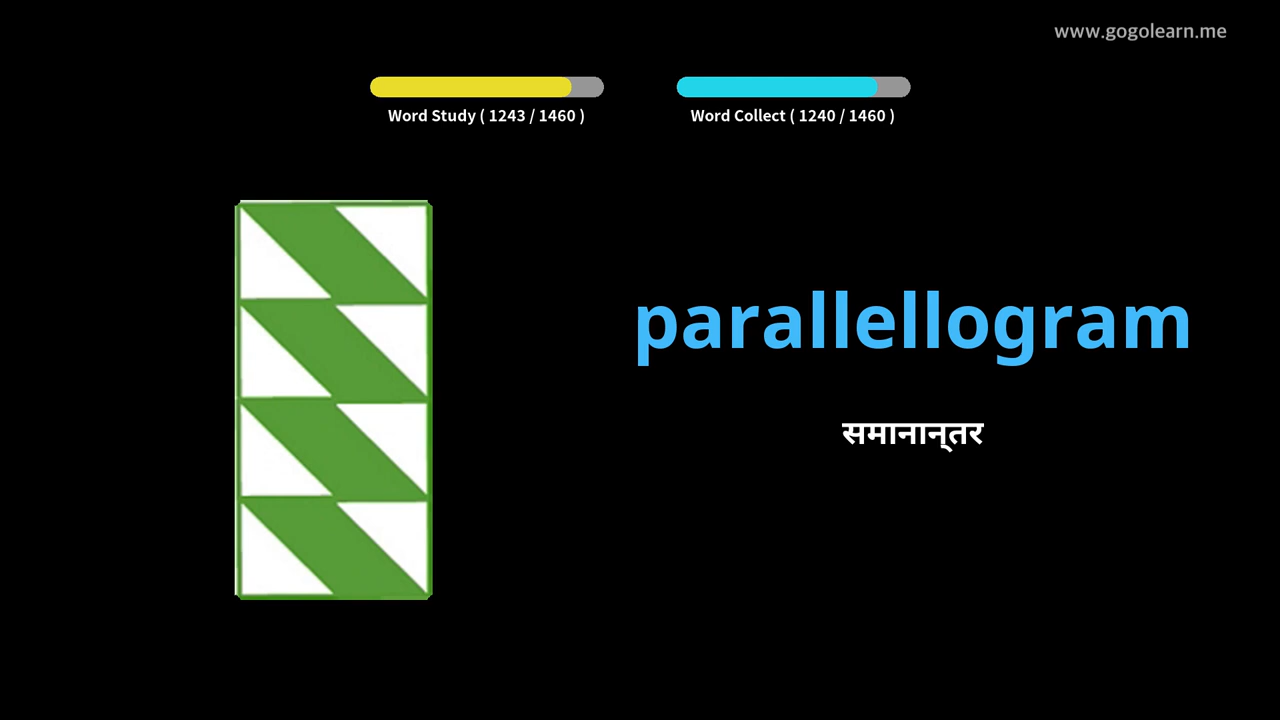 www.gogolearn.me
Word Study ( 1243 / 1460 )
Word Collect ( 1240 / 1460 )
parallellogram
समानान्‌तर